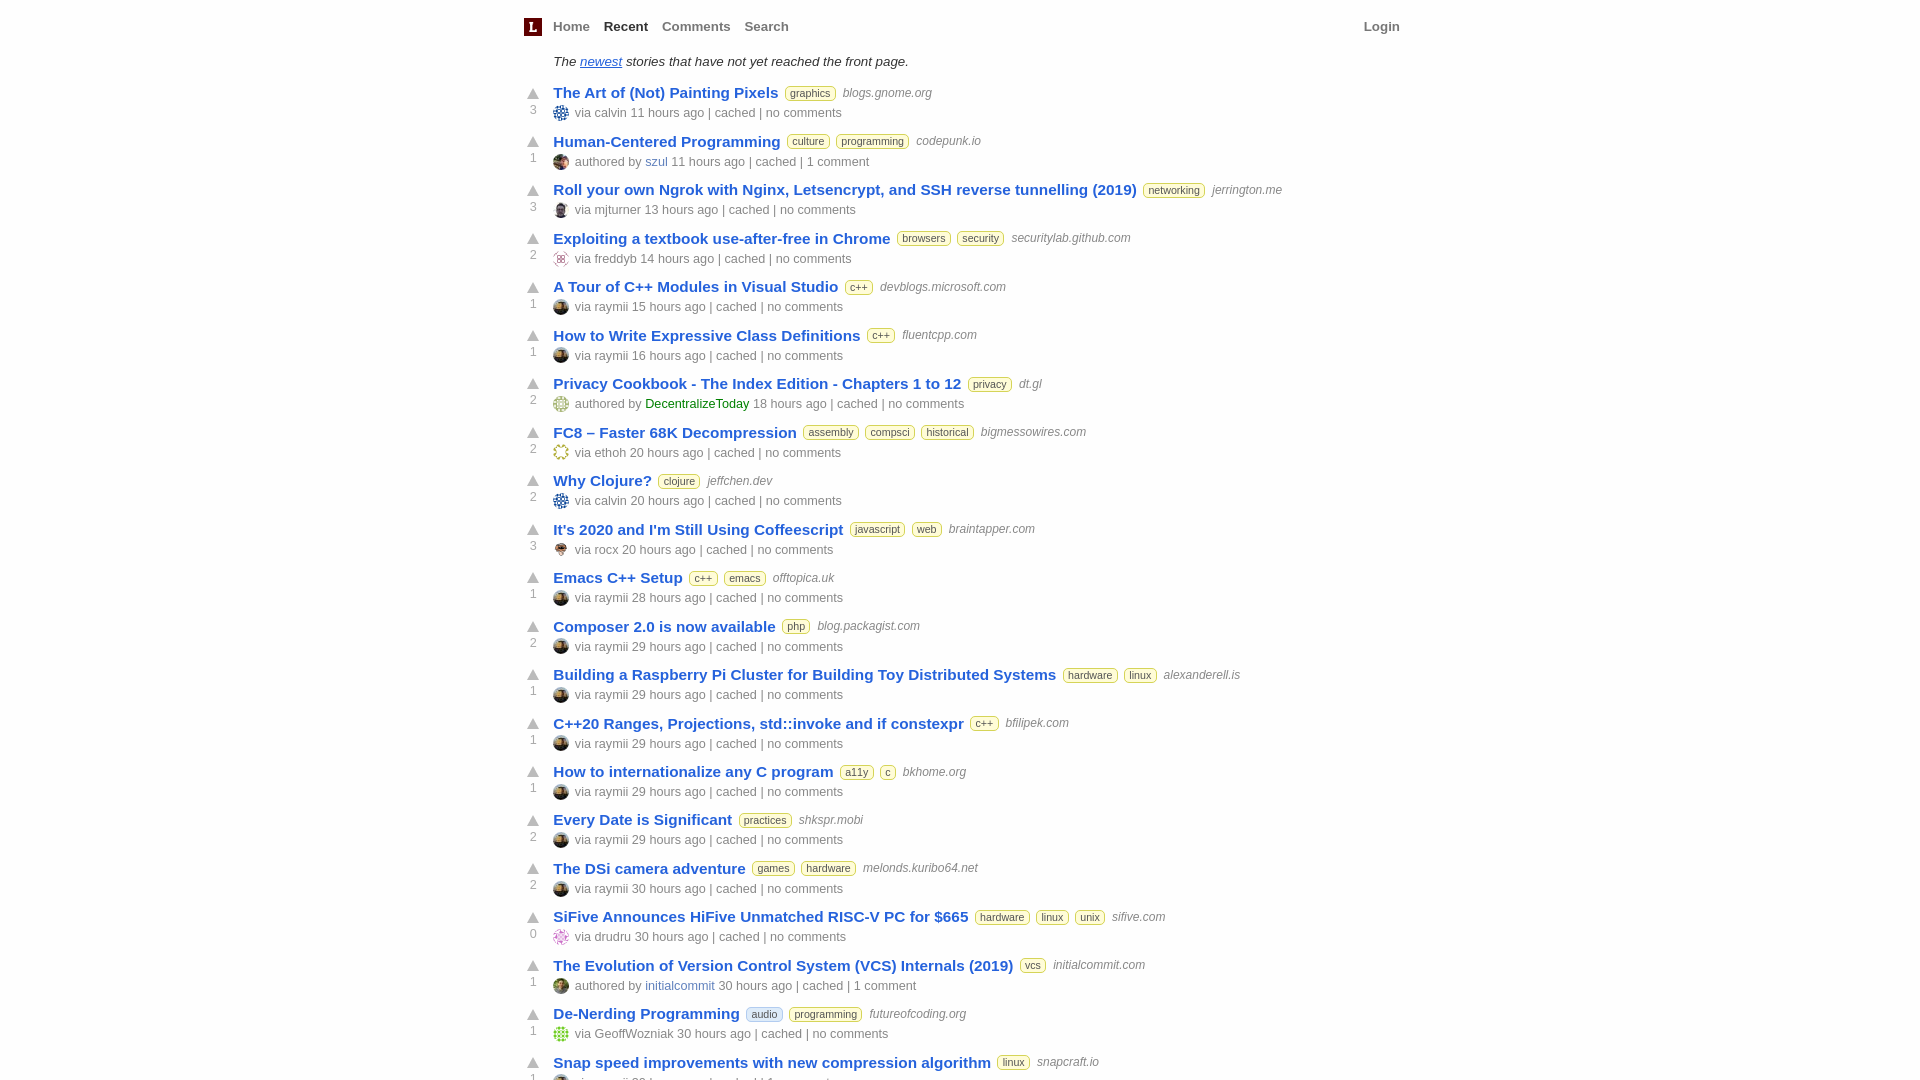 L Home Recent Comments Search Login
The newest stories that have not yet reached the front page.
The Art of (Not) Painting Pixels graphics blogs.gnome.org
3 via calvin 11 hours ago | cached | no comments
Human-Centered Programming culture programming codepunk.io
1 authored by szul 11 hours ago | cached | 1 comment
Roll your own Ngrok with Nginx, Letsencrypt, and SSH reverse tunnelling (2019) networking jerrington.me
3 via mjturner 13 hours ago | cached | no comments
Exploiting a textbook use-after-free in Chrome browsers security securitylab.github.com
2 via freddyb 14 hours ago | cached | no comments
A Tour of C++ Modules in Visual Studio c++ devblogs.microsoft.com
1 via raymii 15 hours ago | cached | no comments
How to Write Expressive Class Definitions c++ fluentcpp.com
1 via raymii 16 hours ago | cached | no comments
Privacy Cookbook - The Index Edition - Chapters 1 to 12 privacy dt.gl
2 authored by DecentralizeToday 18 hours ago | cached | no comments
FC8 – Faster 68K Decompression assembly compsci historical bigmessowires.com
2 via ethoh 20 hours ago | cached | no comments
Why Clojure? clojure jeffchen.dev
2 via calvin 20 hours ago | cached | no comments
It's 2020 and I'm Still Using Coffeescript javascript web braintapper.com
3 via rocx 20 hours ago | cached | no comments
Emacs C++ Setup c++ emacs offtopica.uk
1 via raymii 28 hours ago | cached | no comments
Composer 2.0 is now available php blog.packagist.com
2 via raymii 29 hours ago | cached | no comments
Building a Raspberry Pi Cluster for Building Toy Distributed Systems hardware linux alexanderell.is
1 via raymii 29 hours ago | cached | no comments
C++20 Ranges, Projections, std::invoke and if constexpr c++ bfilipek.com
1 via raymii 29 hours ago | cached | no comments
How to internationalize any C program a11y c bkhome.org
1 via raymii 29 hours ago | cached | no comments
Every Date is Significant practices shkspr.mobi
2 via raymii 29 hours ago | cached | no comments
The DSi camera adventure games hardware melonds.kuribo64.net
2 via raymii 30 hours ago | cached | no comments
SiFive Announces HiFive Unmatched RISC-V PC for $665 hardware linux unix sifive.com
0 via drudru 30 hours ago | cached | no comments
The Evolution of Version Control System (VCS) Internals (2019) vcs initialcommit.com
1 authored by initialcommit 30 hours ago | cached | 1 comment
De-Nerding Programming audio programming futureofcoding.org
1 via GeoffWozniak 30 hours ago | cached | no comments
Snap speed improvements with new compression algorithm linux snapcraft.io